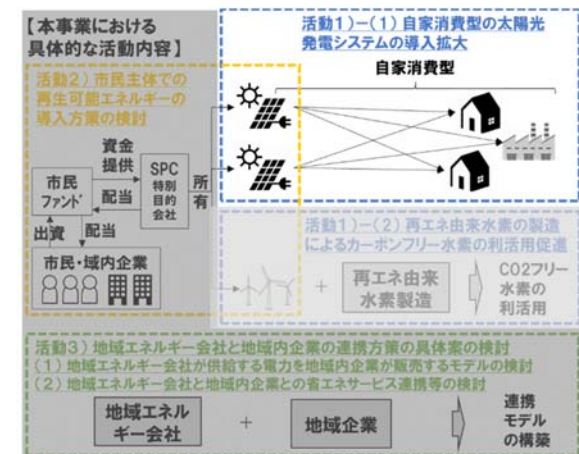 【本事業における
具体的な活動内容】
活動1)-(1) 自家消費型の太陽光
発電システムの導入拡大
自家消費型
活動2) 市民主体での
再生可能エネルギーの
導入方策の検討
資金
提供
市民
ファンド
SPC
特別
目的
会社
所
有
配当
出資
配当
市民・域内企業
活動1)-(2) 再エネ由来水素の製造
によるカーボンフリー水素の利活用促進
+
再エネ由来
水素製造
CO2フリー
水素の
利活用
活動3) 地域エネルギー会社と地域内企業の連携方策の具体案の検討
(1) 地域エネルギー会社が供給する電力を地域内企業が販売するモデルの検討
(2) 地域エネルギー会社と地域内企業との省エネサービス連携等の検討
地域エネル
ギー会社
+
地域企業
連携
モデル
の構築